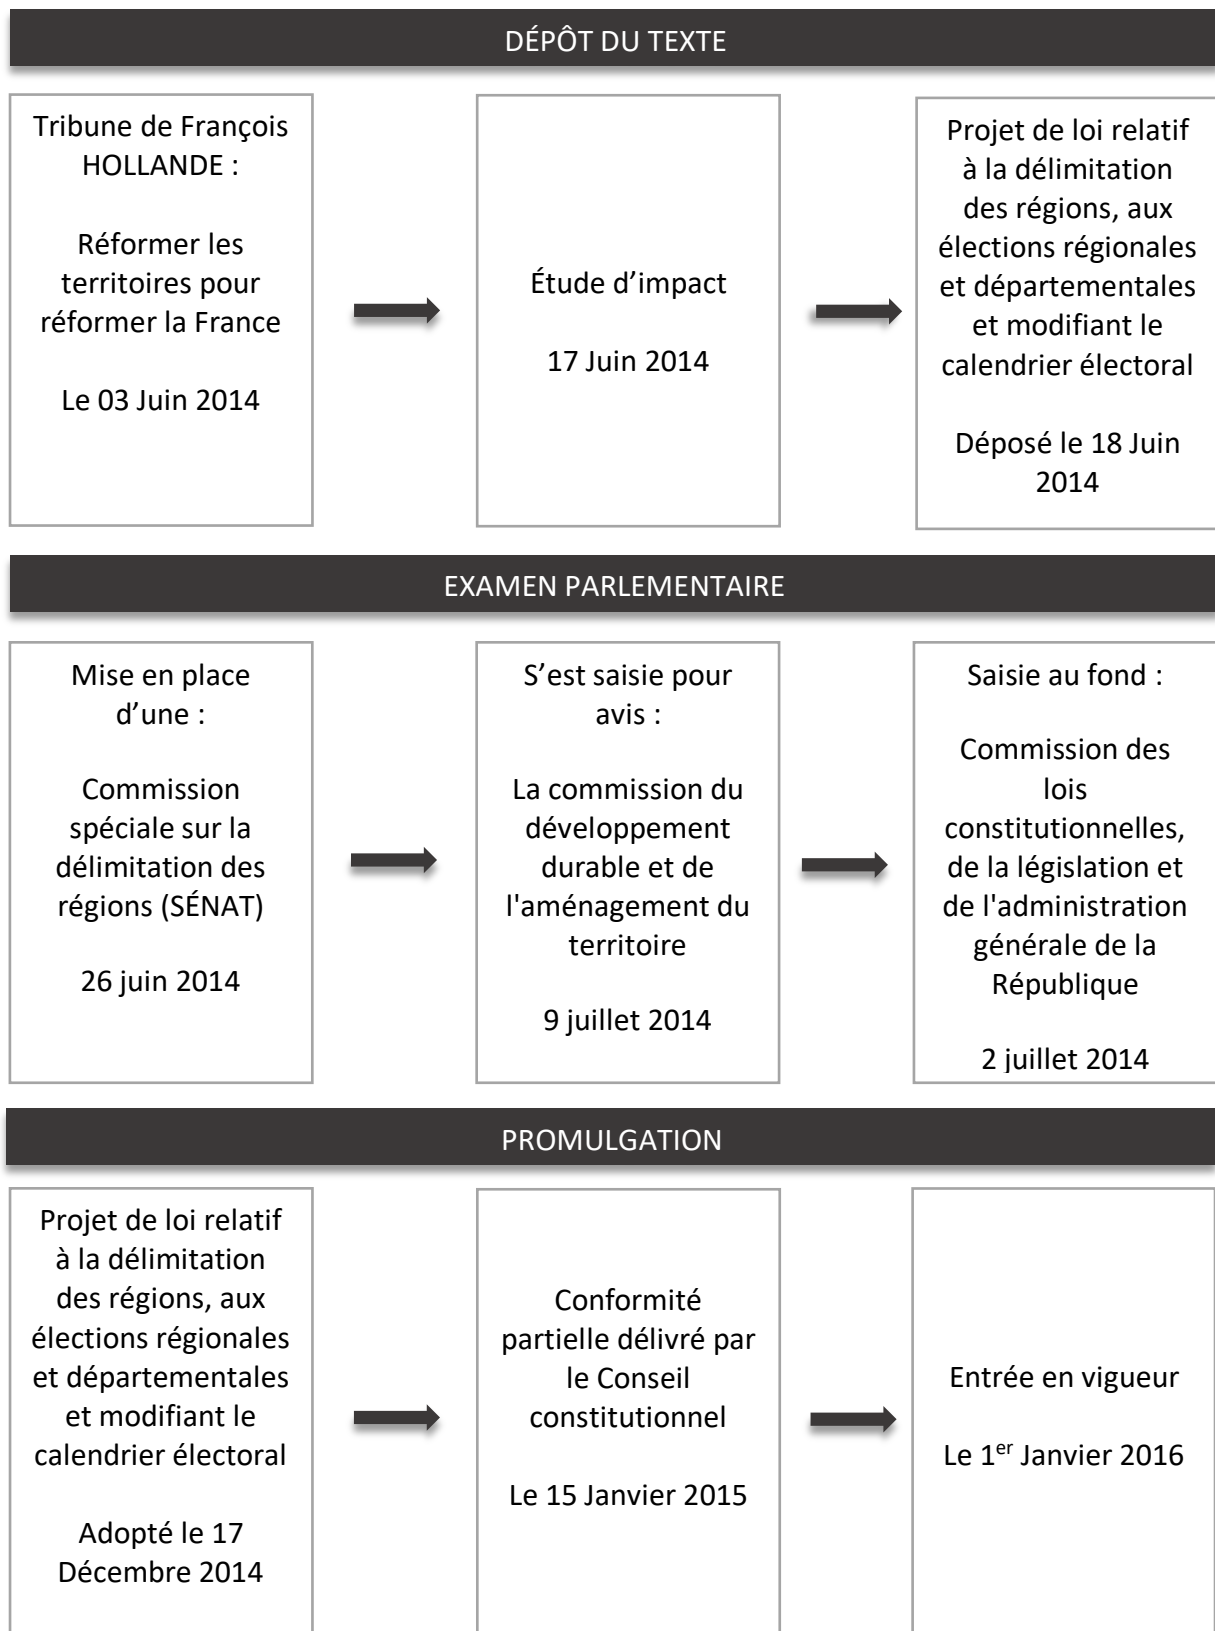 DÉPÔT DU TEXTE
Tribune de François
HOLLANDE :
Réformer les
territoires pour
réformer la France
Le 03 Juin 2014
Étude d’impact
17 Juin 2014
Projet de loi relatif
à la délimitation
des régions, aux
élections régionales
et départementales
et modifiant le
calendrier électoral
Déposé le 18 Juin
2014
EXAMEN PARLEMENTAIRE
Mise en place
d’une :
Commission
spéciale sur la
délimitation des
régions (SÉNAT)
26 juin 2014
S’est saisie pour
avis :
La commission du
développement
durable et de
l'aménagement du
territoire
9 juillet 2014
Saisie au fond :
Commission des
lois
constitutionnelles,
de la législation et
de l'administration
générale de la
République
2 juillet 2014
PROMULGATION
Projet de loi relatif
à la délimitation
des régions, aux
élections régionales
et départementales
et modifiant le
calendrier électoral
Adopté le 17
Décembre 2014
Conformité
partielle délivré par
le Conseil
constitutionnel
Le 15 Janvier 2015
Entrée en vigueur
Le 1er Janvier 2016